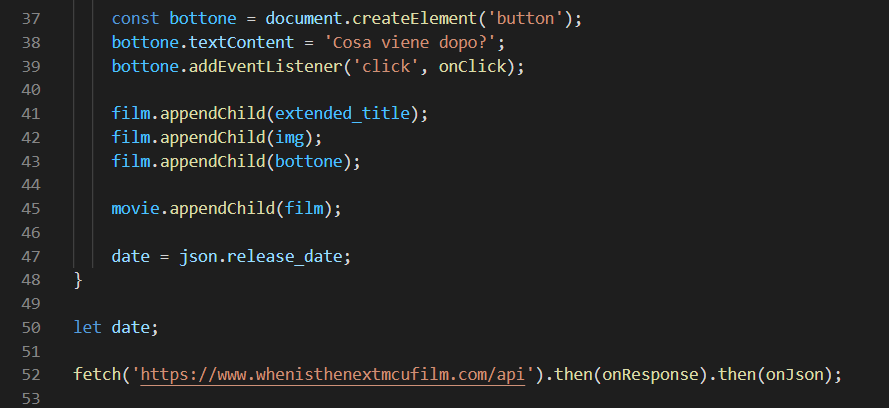 37 const bottone = document.createElement('button');
38 bottone.textContent = 'Cosa viene dopo?';
39 bottone.addEventListener('click', onClick);
40
41 film.appendChild(extended_title);
42 film.appendChild(img);
43 film.appendChild(bottone);
44
45 movie.appendChild(film);
46
47 date = json.release_date;
48 }
49
50 let date;
51
52 fetch('https://www.whenisthenextmcufilm.com/api').then(onResponse).then(onJson);
53